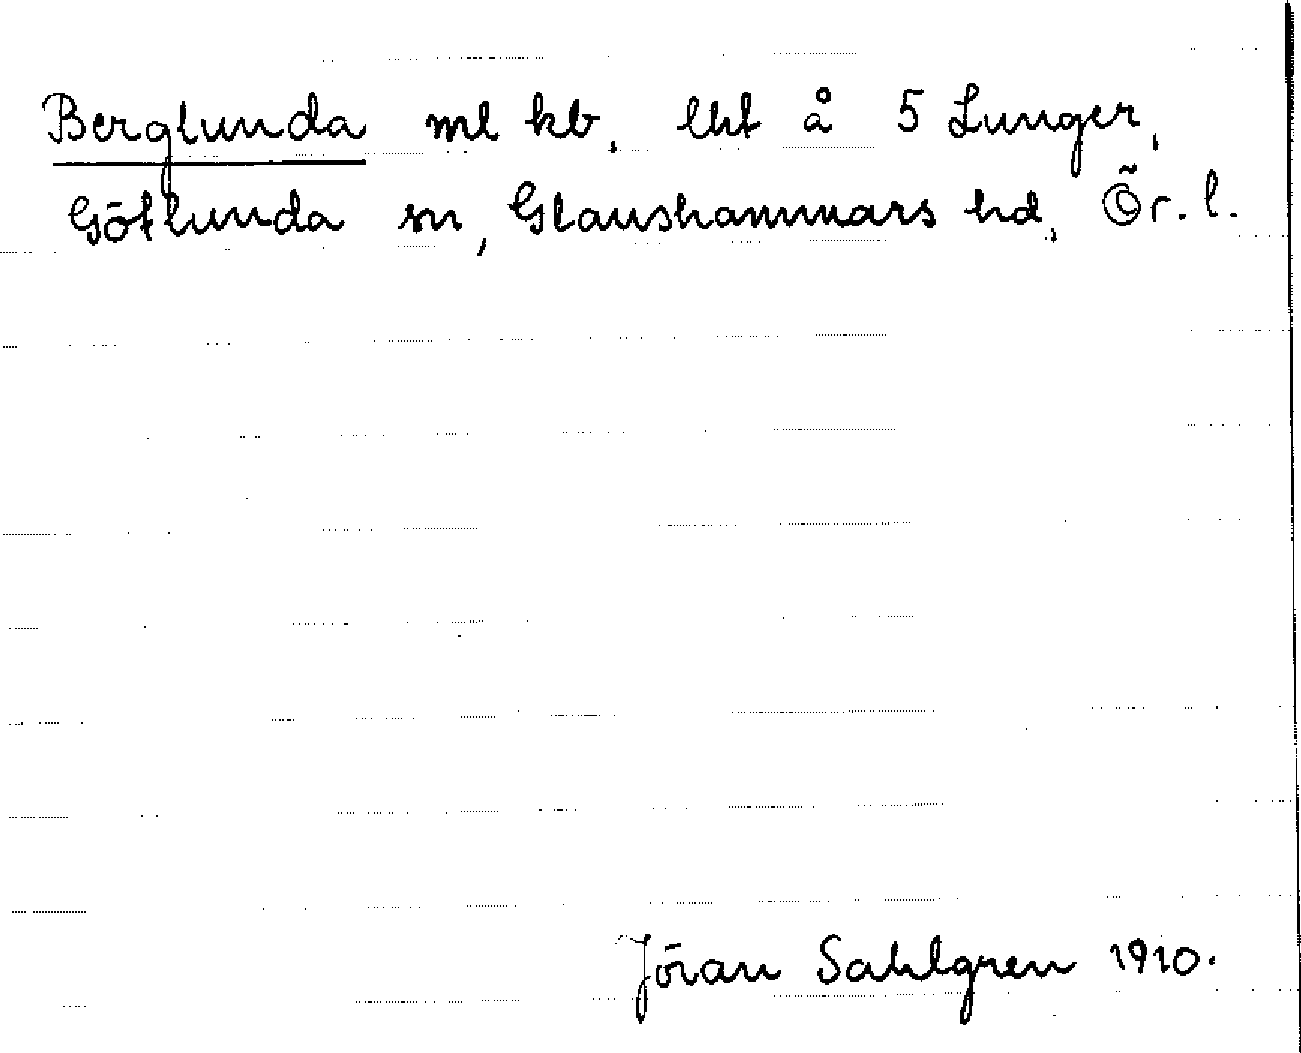 Berglunda ml kb, lht å 5 Lunger,
Götlunda sn, Glanshammars hd, Ör. l.
Jöran Sahlgren 1910.